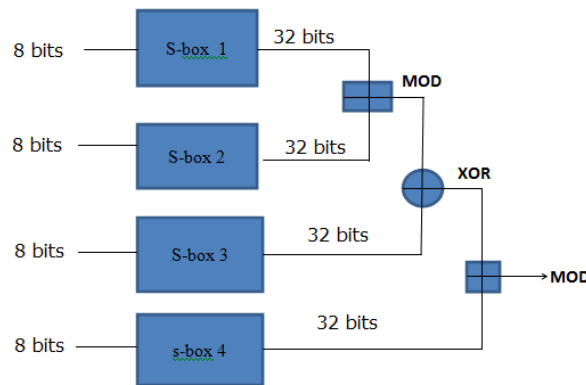 8 bits
S-box 1
32 bits
MOD
8 bits
S-box 2
32 bits
XOR
8 bits
S-box 3
32 bits
MOD
8 bits
s-box 4
32 bits